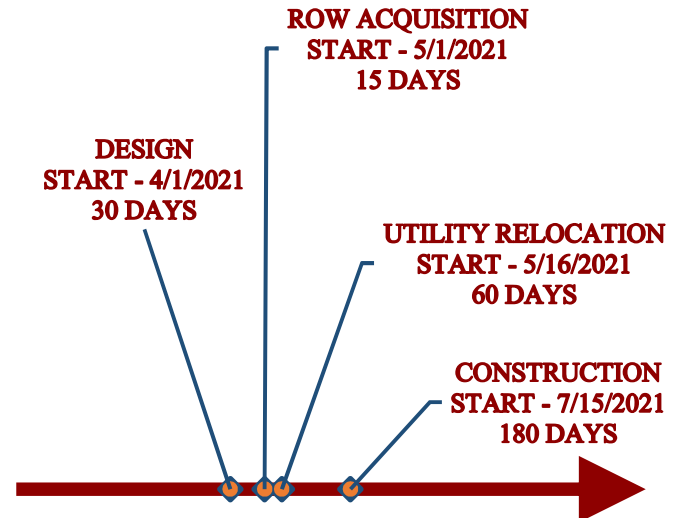 ROW ACQUISITION
START - 5/1/2021
15 DAYS
DESIGN
START - 4/1/2021
30 DAYS
UTILITY RELOCATION
START - 5/16/2021
60 DAYS
CONSTRUCTION
START - 7/15/2021
180 DAYS